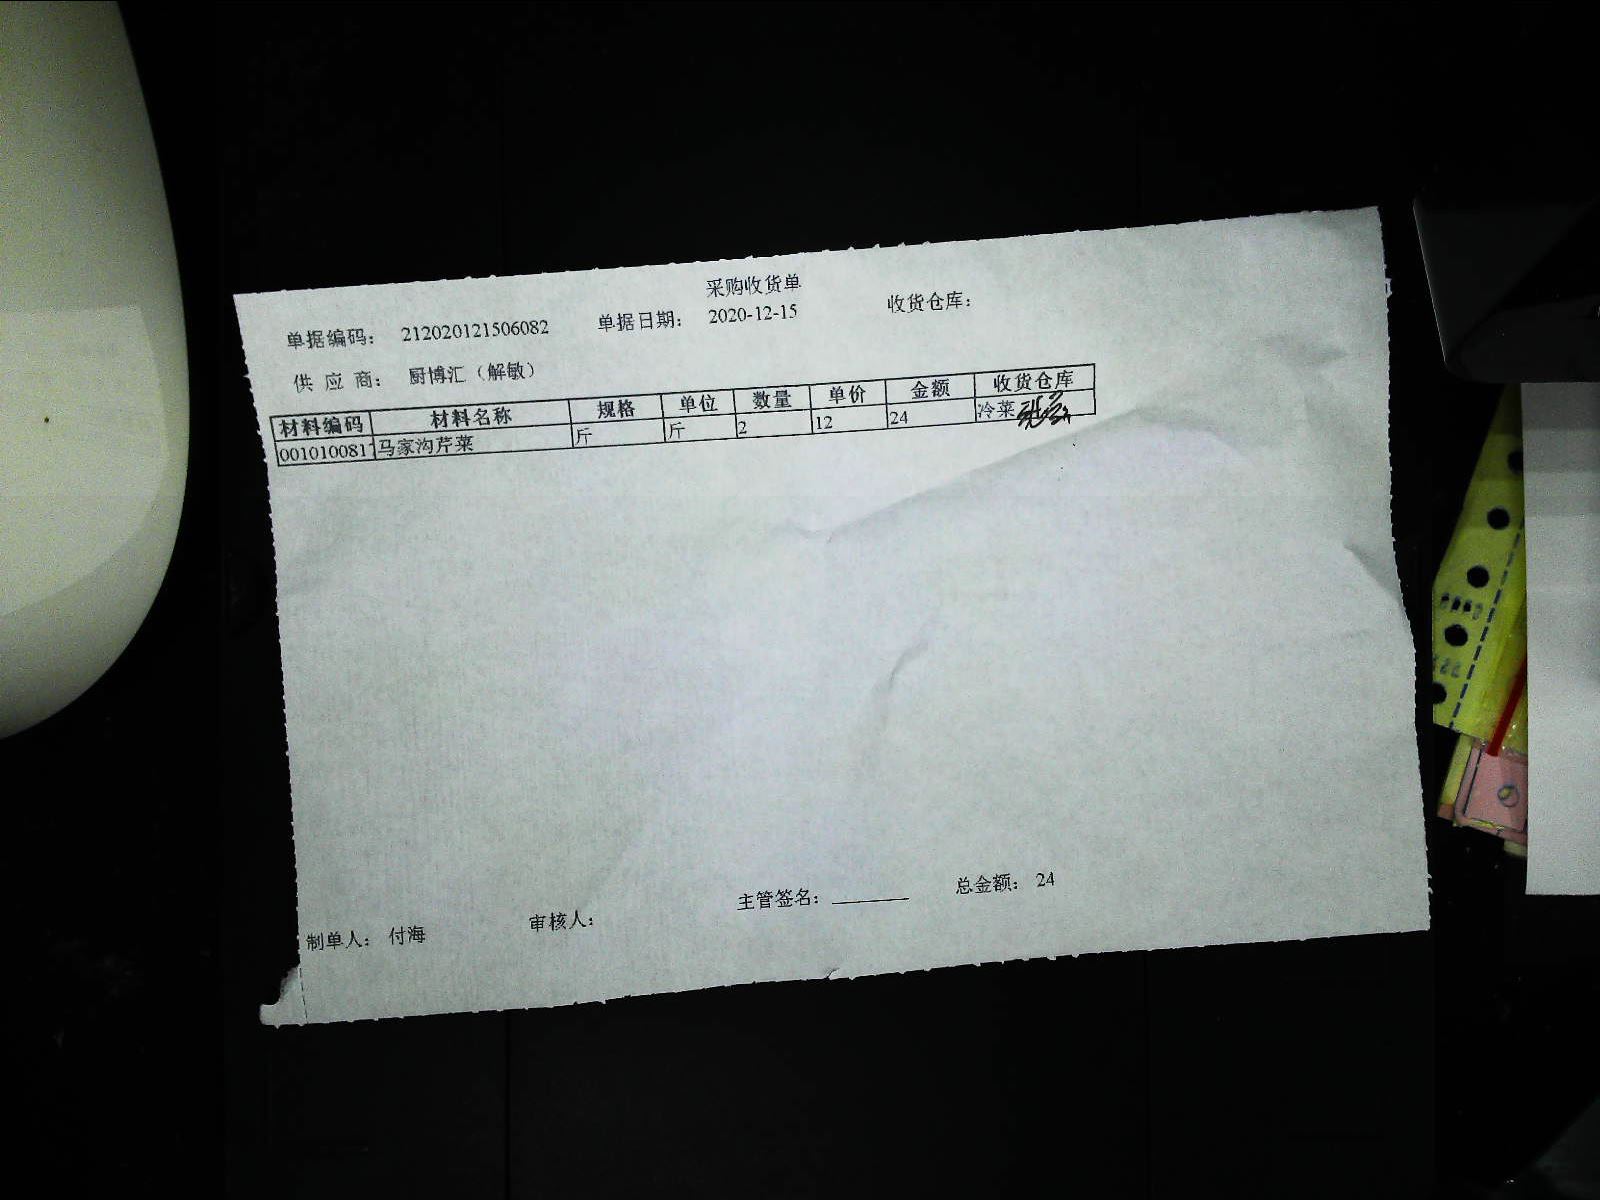 采购收货单
单据编码： 212020121506082 单据日期： 2020-12-15 收货仓库：
供 应 商： 厨博汇（解敏）
材料编码 材料名称 规格 单位 数量 单价 金额 收货仓库
001010081 马家沟芹菜 斤 斤 2 12 24 冷菜
制单人： 付海 审核人： 主管签名： 总金额： 24